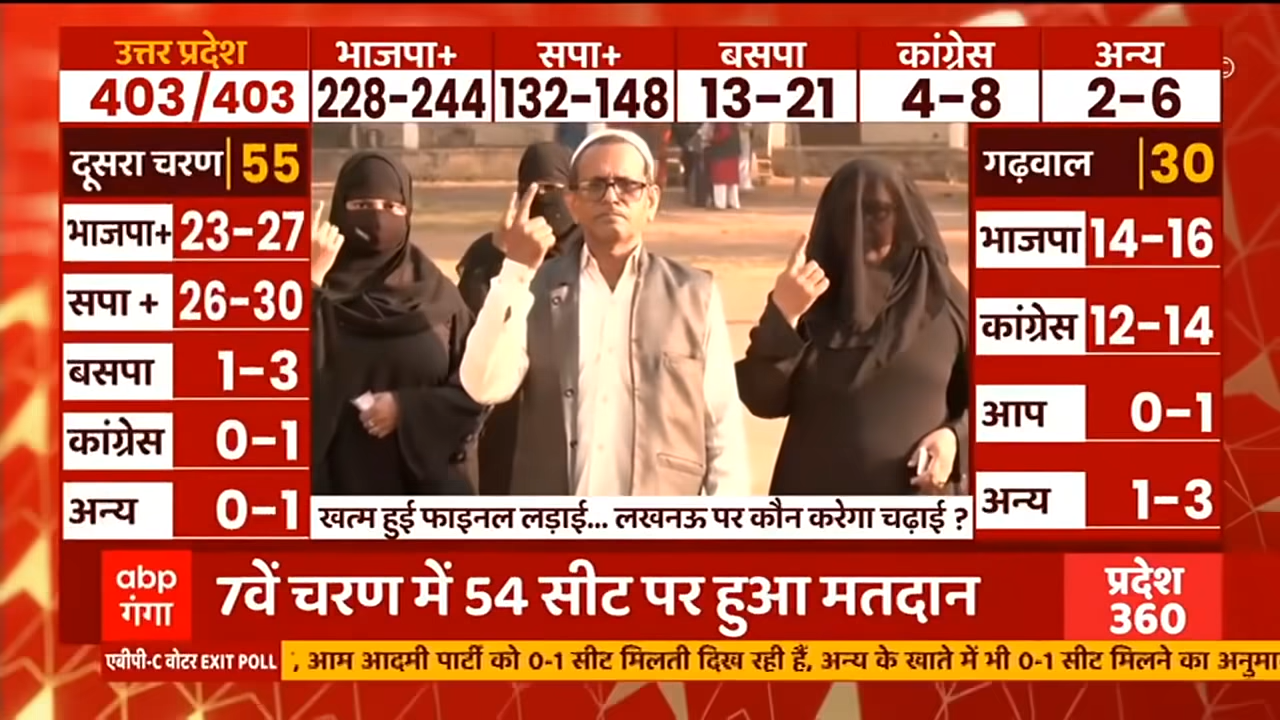 उत्तर प्रदेश भाजपा+ सपा+ बसपा कांग्रेस अन्य
403/403 228-244 132-148 13-21 4-8 2-6
दूसरा चरण 55
भाजपा+ 23-27
सपा + 26-30
बसपा 1-3
कांग्रेस 0-1
अन्य 0-1
गढ़वाल 30
भाजपा 14-16
कांग्रेस 12-14
आप 0-1
अन्य 1-3
खत्म हुई फाइनल लड़ाई... लखनऊ पर कौन करेगा चढ़ाई ?
abp
गंगा
7वें चरण में 54 सीट पर हुआ मतदान
प्रदेश
360
एबीपी-C वोटर EXIT POLL , आम आदमी पार्टी को 0-1 सीट मिलती दिख रही हैं, अन्य के खाते में भी 0-1 सीट मिलने का अनुमा